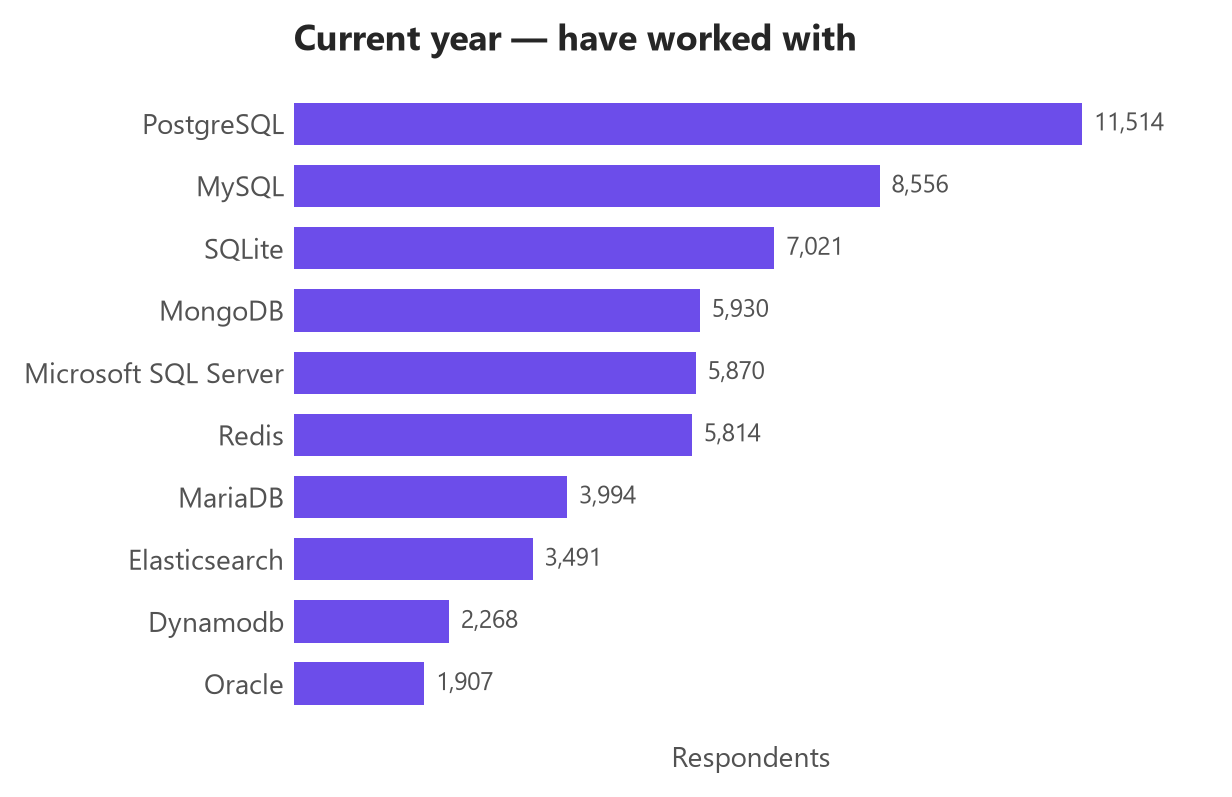 Current year — have worked with
PostgreSQL 11,514
MySQL 8,556
SQLite 7,021
MongoDB 5,930
Microsoft SQL Server 5,870
Redis 5,814
MariaDB 3,994
Elasticsearch 3,491
Dynamodb 2,268
Oracle 1,907
Respondents